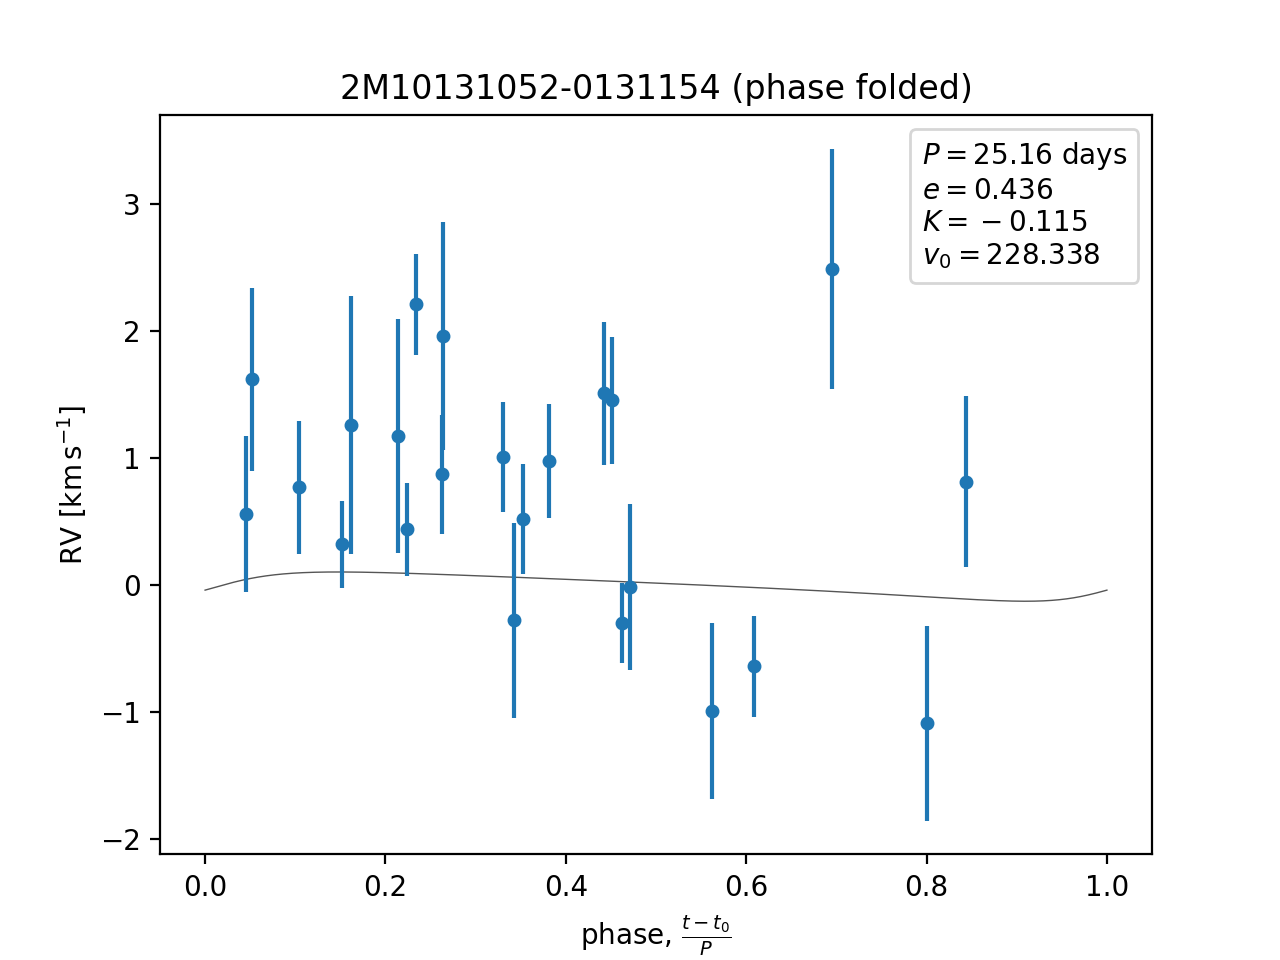 2M10131052-0131154 (phase folded)
P = 25.16 days
e = 0.436
K = −0.115
v₀ = 228.338
RV [km s⁻¹]
3
2
1
0
−1
−2
0.0 0.2 0.4 0.6 0.8 1.0
phase, (t − t₀)/P